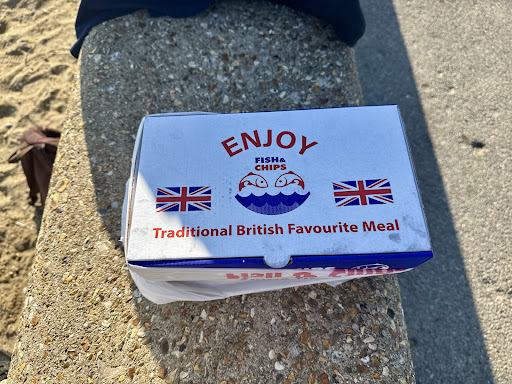 ENJOY
FISH &
CHIPS
Traditional British Favourite Meal